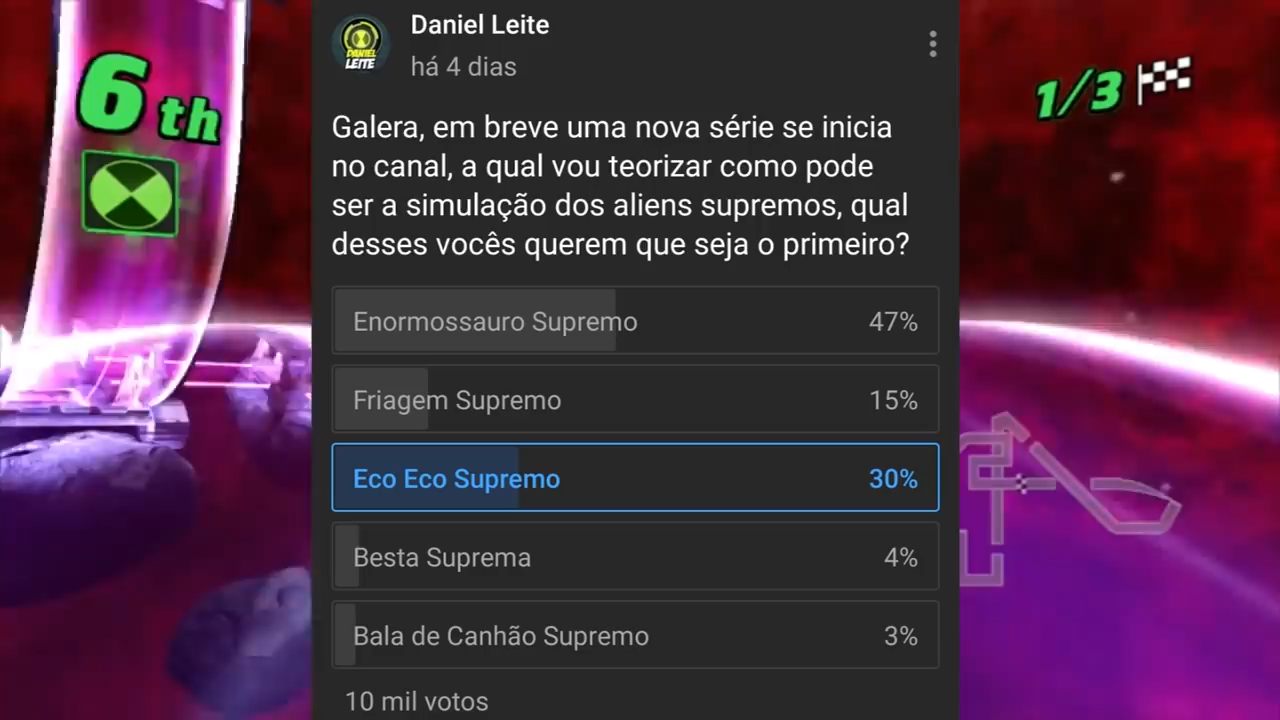 6th
1/3
DANIEL
LEITE
Daniel Leite
há 4 dias
Galera, em breve uma nova série se inicia
no canal, a qual vou teorizar como pode
ser a simulação dos aliens supremos, qual
desses vocês querem que seja o primeiro?
Enormossauro Supremo 47%
Friagem Supremo 15%
Eco Eco Supremo 30%
Besta Suprema 4%
Bala de Canhão Supremo 3%
10 mil votos